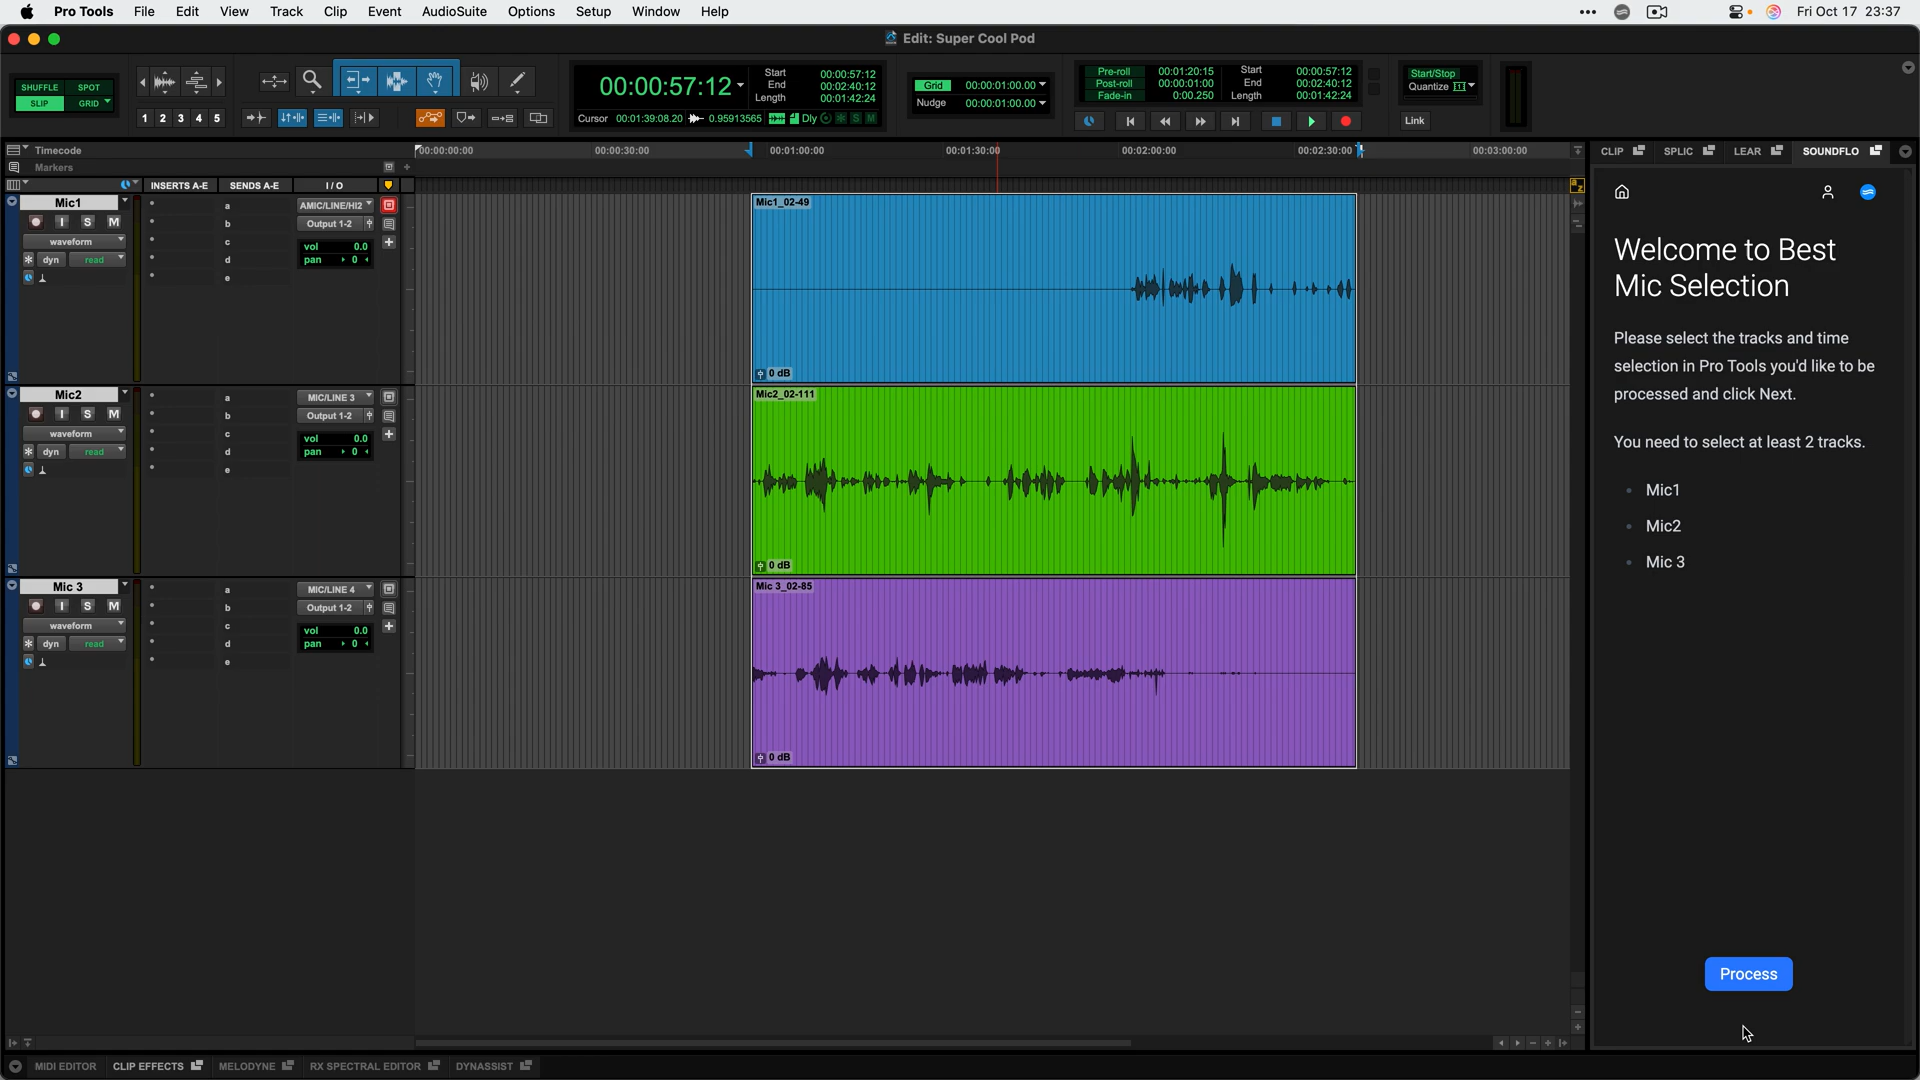 Pro Tools File Edit View Track Clip Event AudioSuite Options Setup Window Help Fri Oct 17 23:37
Edit: Super Cool Pod
SHUFFLE SPOT
SLIP GRID
1 2 3 4 5
00:00:57:12
Start 00:00:57:12
End 00:02:40:12
Length 00:01:42:24
Cursor 00:01:39:08.20 0.95913565 Dly S M
Grid 00:00:01:00.00
Nudge 00:00:01:00.00
Pre-roll 00:01:20:15 Start 00:00:57:12
Post-roll 00:00:01:00 End 00:02:40:12
Fade-in 0:00.250 Length 00:01:42:24
Start/Stop
Quantize
Link
Timecode 00:00:00:00 00:00:30:00 00:01:00:00 00:01:30:00 00:02:00:00 00:02:30:00 00:03:00:00
Markers
INSERTS A-E SENDS A-E I / O
Mic1 a AMIC/LINE/HI2
I S M b Output 1-2
waveform c vol 0.0
dyn read d pan 0
e
Mic1_02-49
0 dB
Mic2 a MIC/LINE 3
I S M b Output 1-2
waveform c vol 0.0
dyn read d pan 0
e
Mic2_02-111
0 dB
Mic 3 a MIC/LINE 4
I S M b Output 1-2
waveform c vol 0.0
dyn read d pan 0
e
Mic 3_02-85
0 dB
CLIP SPLIC LEAR SOUNDFLO
Welcome to Best
Mic Selection
Please select the tracks and time
selection in Pro Tools you'd like to be
processed and click Next.
You need to select at least 2 tracks.
Mic1
Mic2
Mic 3
Process
MIDI EDITOR CLIP EFFECTS MELODYNE RX SPECTRAL EDITOR DYNASSIST